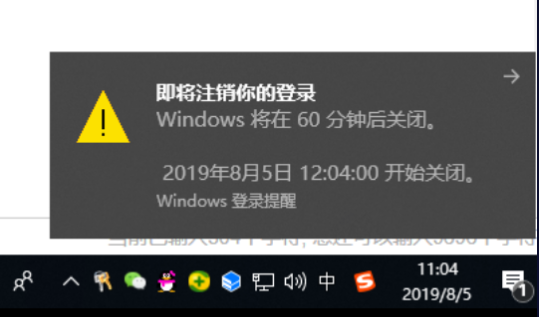 即将注销你的登录
Windows 将在 60 分钟后关闭。
2019年8月5日 12:04:00 开始关闭。
Windows 登录提醒
中
11:04
2019/8/5
1